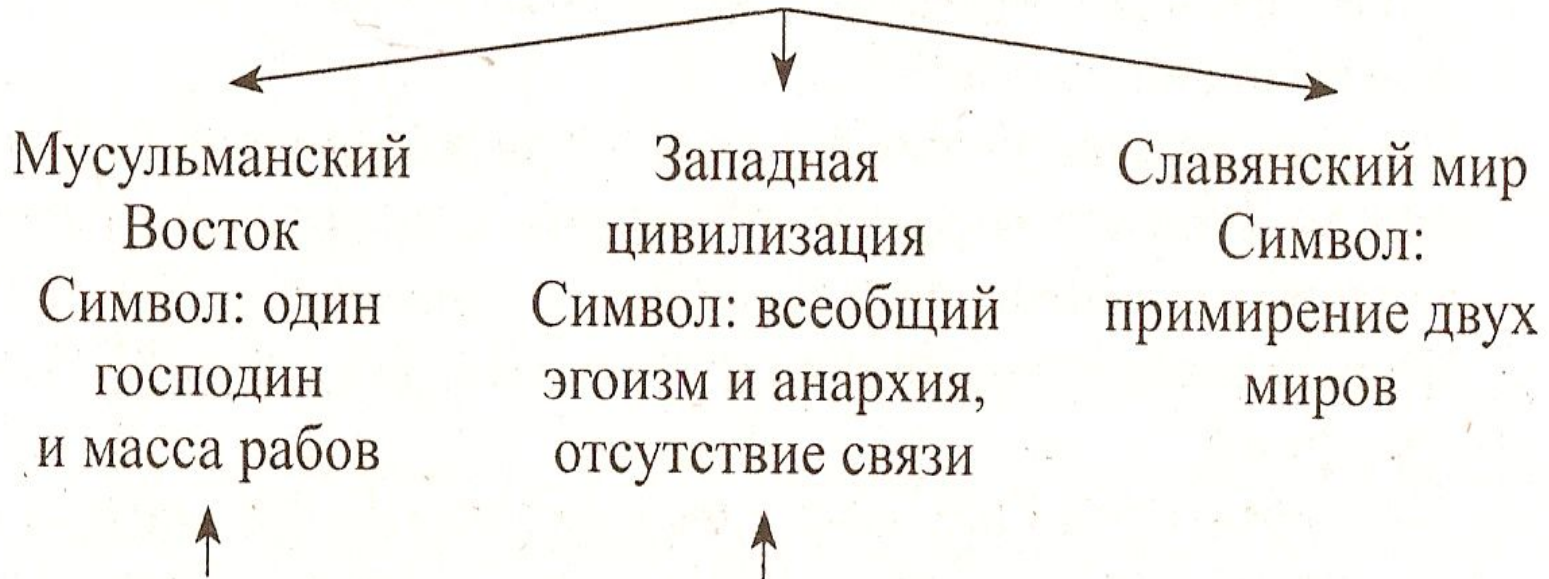 Мусульманский
Восток
Символ: один
господин
и масса рабов
Западная
цивилизация
Символ: всеобщий
эгоизм и анархия,
отсутствие связи
Славянский мир
Символ:
примирение двух
миров